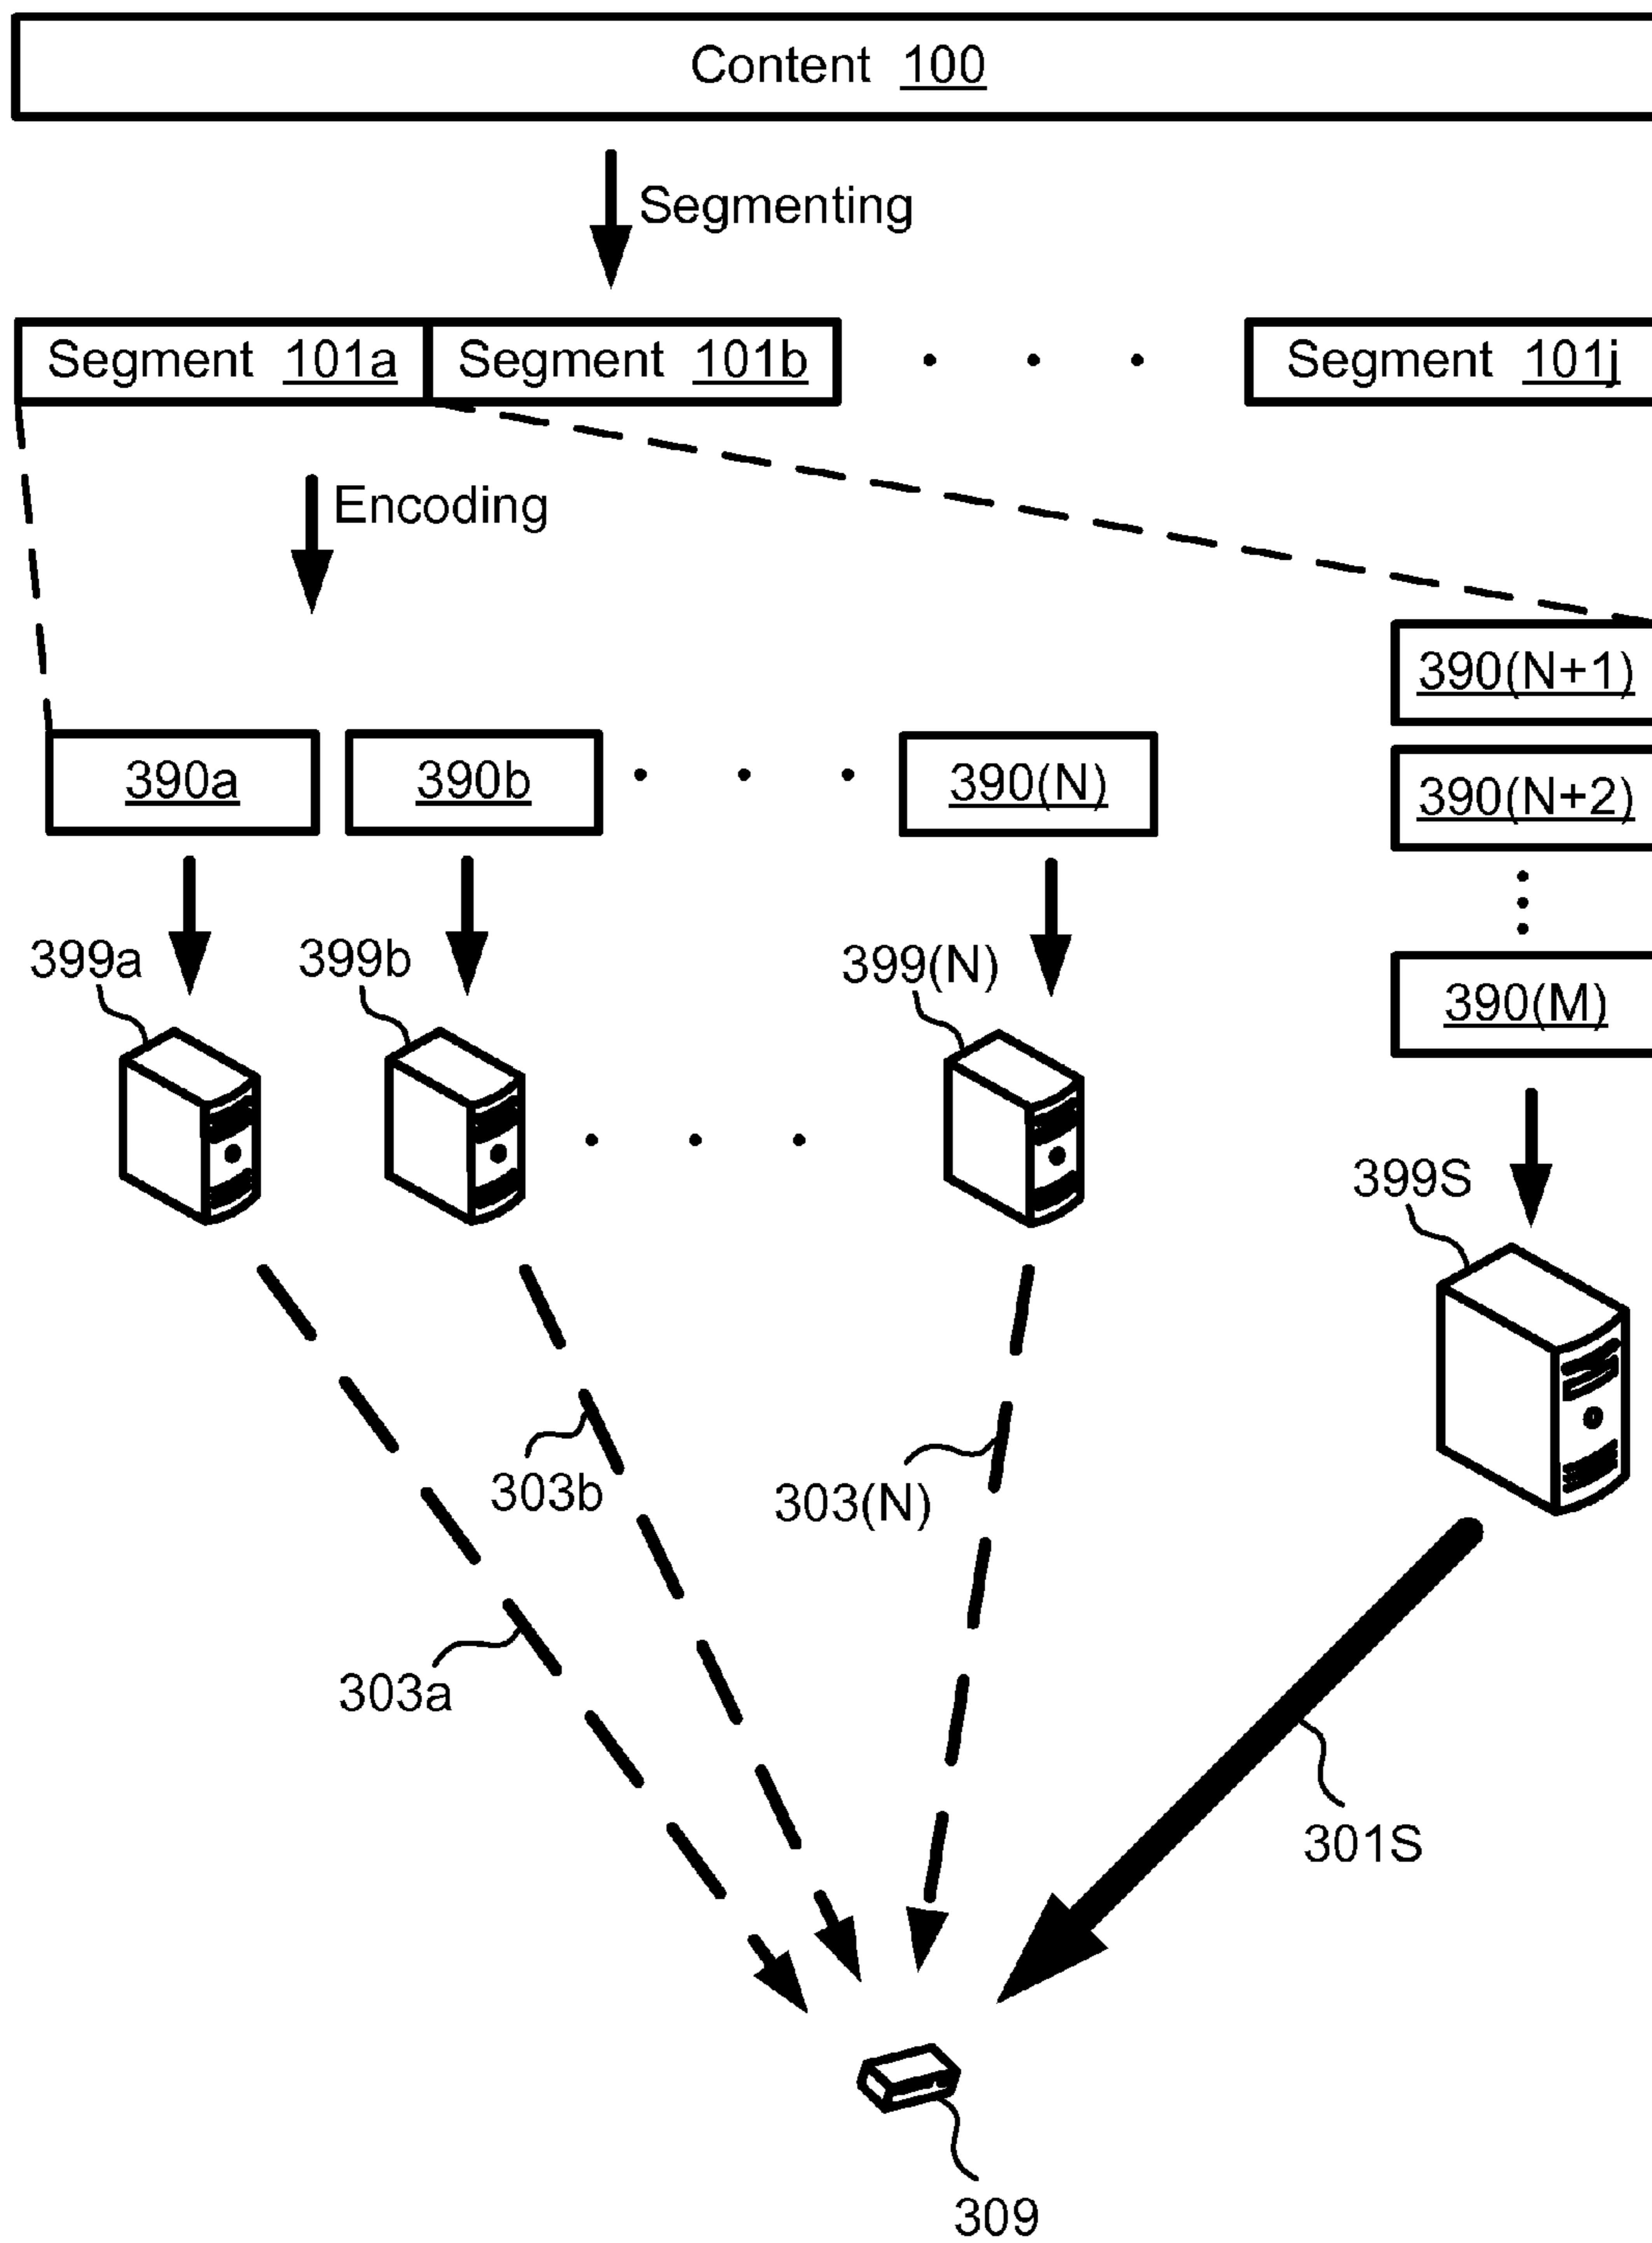 Content 100
Segmenting
Segment 101a Segment 101b Segment 101j
Encoding
390(N+1)
390a 390b 390(N) 390(N+2)
399a 399b 399(N)
390(M)
399S
303b 303(N)
303a
301S
309